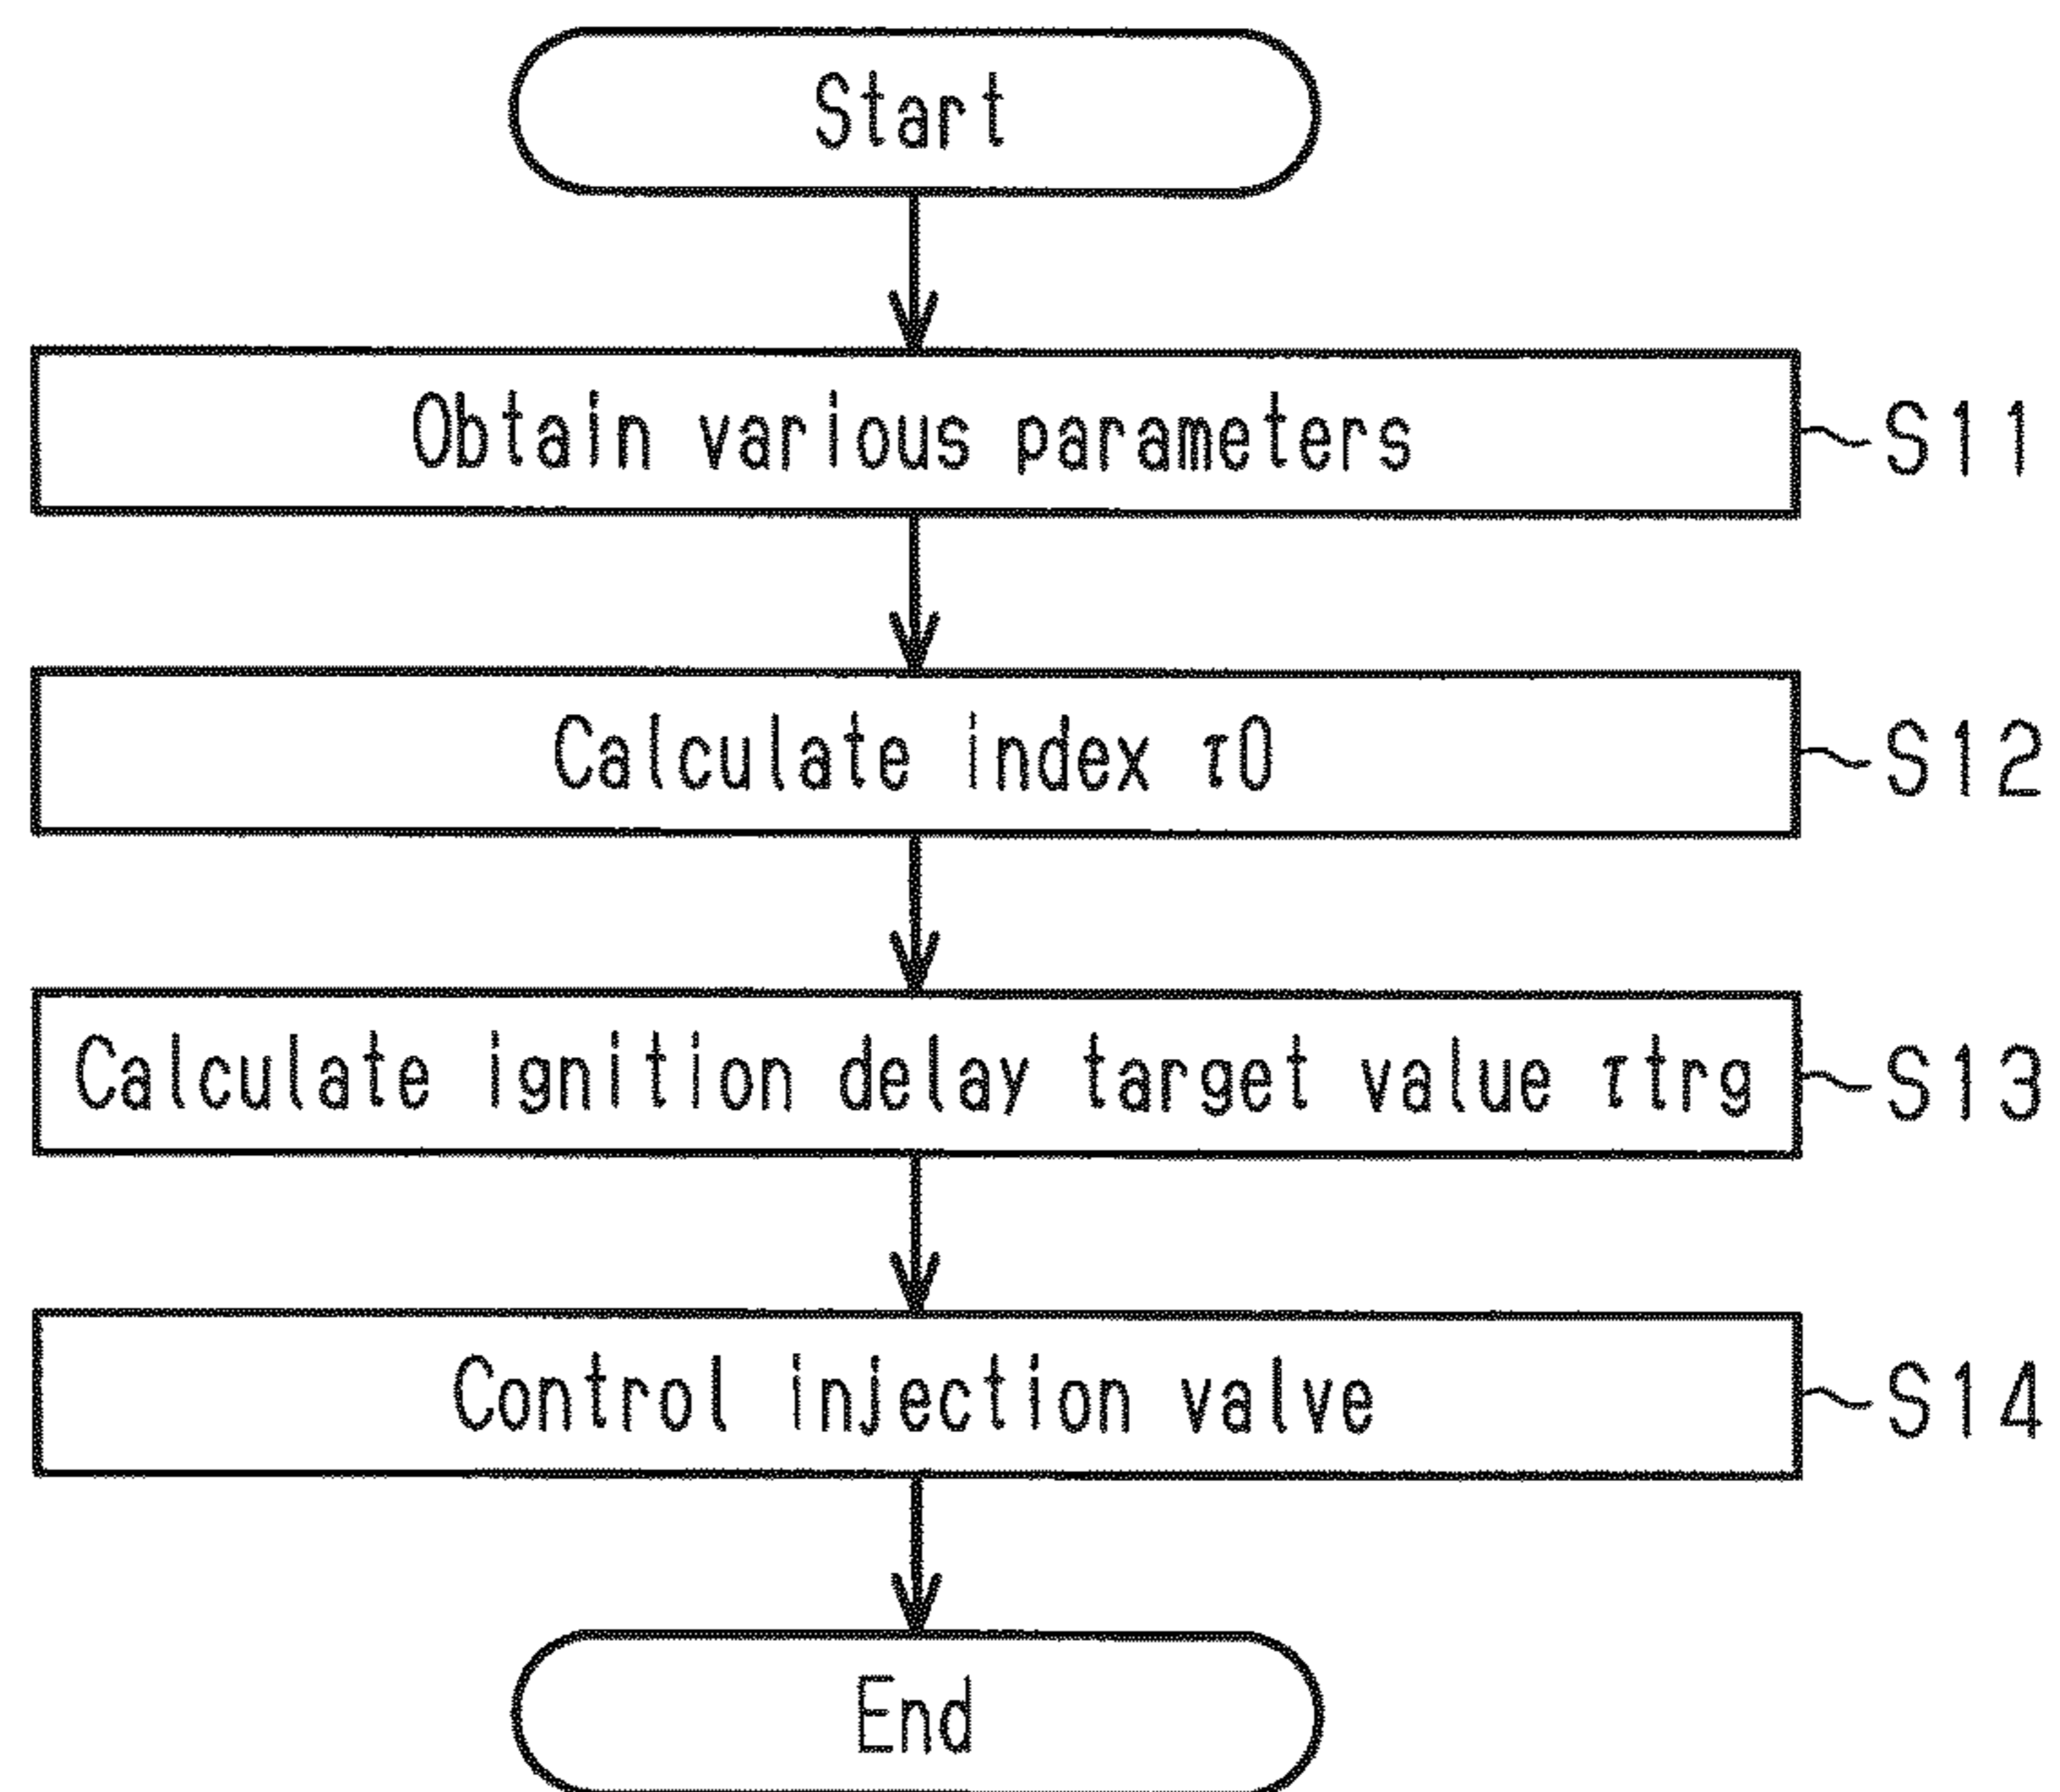 Start
Obtain various parameters
S11
Calculate index τ0
S12
Calculate ignition delay target value τtrg
S13
Control injection valve
S14
End